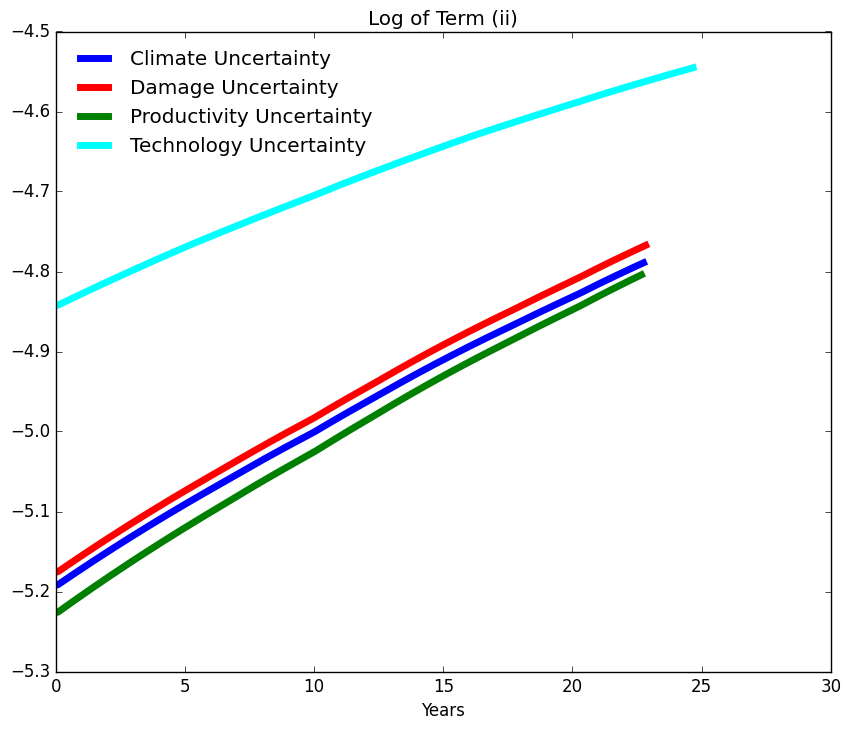 Log of Term (ii)
−4.5
Climate Uncertainty
Damage Uncertainty
Productivity Uncertainty
Technology Uncertainty
−4.6
−4.7
−4.8
−4.9
−5.0
−5.1
−5.2
−5.3
0 5 10 15 20 25 30
Years